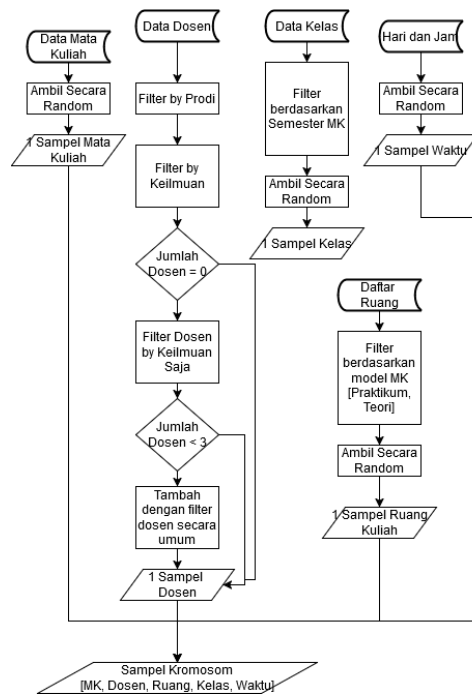 Data Mata
Kuliah
Ambil Secara
Random
1 Sampel Mata
Kuliah
Data Dosen
Filter by Prodi
Filter by
Keilmuan
Jumlah
Dosen = 0
Filter Dosen
by Keilmuan
Saja
Jumlah
Dosen < 3
Tambah
dengan filter
dosen secara
umum
1 Sampel
Dosen
Data Kelas
Filter
berdasarkan
Semester MK
Ambil Secara
Random
1 Sampel Kelas
Hari dan Jam
Ambil Secara
Random
1 Sampel Waktu
Daftar
Ruang
Filter
berdasarkan
model MK
[Praktikum,
Teori]
Ambil Secara
Random
1 Sampel Ruang
Kuliah
Sampel Kromosom
[MK, Dosen, Ruang, Kelas, Waktu]